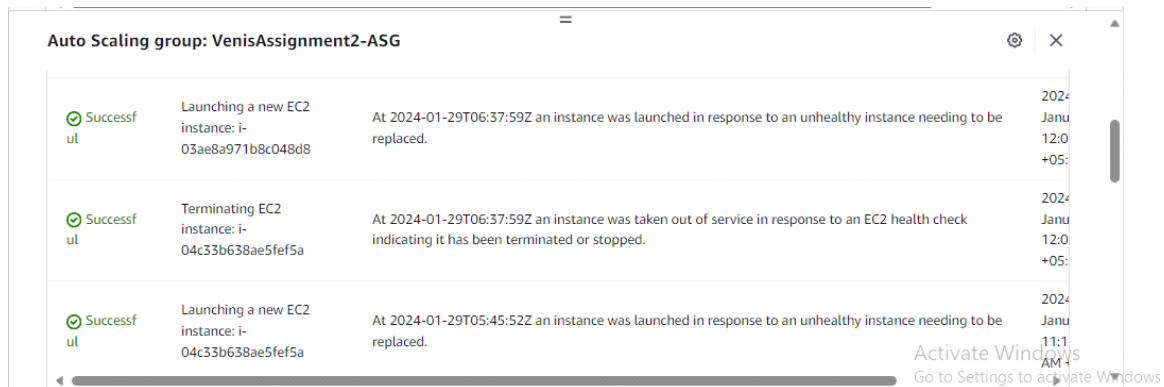 Auto Scaling group: VenisAssignment2-ASG
Successf
ul
Launching a new EC2
instance: i-
03ae8a971b8c048d8
At 2024-01-29T06:37:59Z an instance was launched in response to an unhealthy instance needing to be
replaced.
2024
Janu
12:0
+05:
Successf
ul
Terminating EC2
instance: i-
04c33b638ae5fef5a
At 2024-01-29T06:37:59Z an instance was taken out of service in response to an EC2 health check
indicating it has been terminated or stopped.
2024
Janu
12:0
+05:
Successf
ul
Launching a new EC2
instance: i-
04c33b638ae5fef5a
At 2024-01-29T05:45:52Z an instance was launched in response to an unhealthy instance needing to be
replaced.
2024
Janu
11:1
AM
Activate Windows
Go to Settings to activate Windows